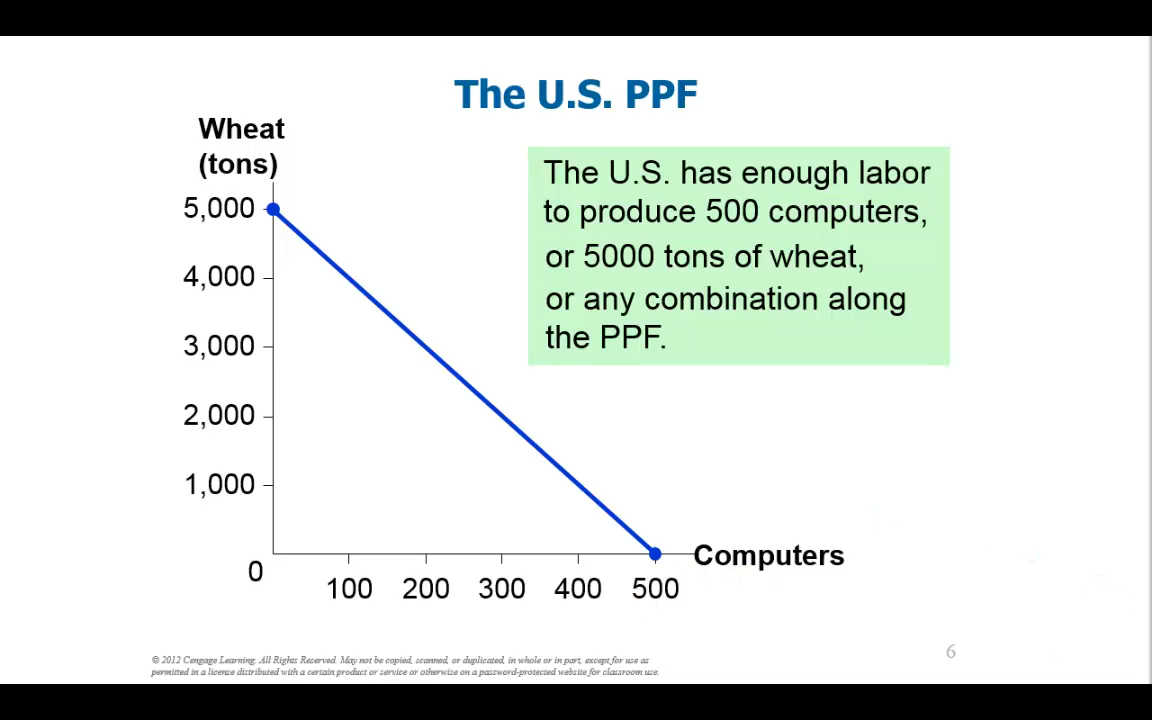 The U.S. PPF
Wheat
(tons)
The U.S. has enough labor
to produce 500 computers,
or 5000 tons of wheat,
or any combination along
the PPF.
5,000
4,000
3,000
2,000
1,000
0
100 200 300 400 500
Computers
© 2012 Cengage Learning. All Rights Reserved. May not be copied, scanned, or duplicated, in whole or in part, except for use as
permitted in a license distributed with a certain product or service or otherwise on a password-protected website for classroom use.
6